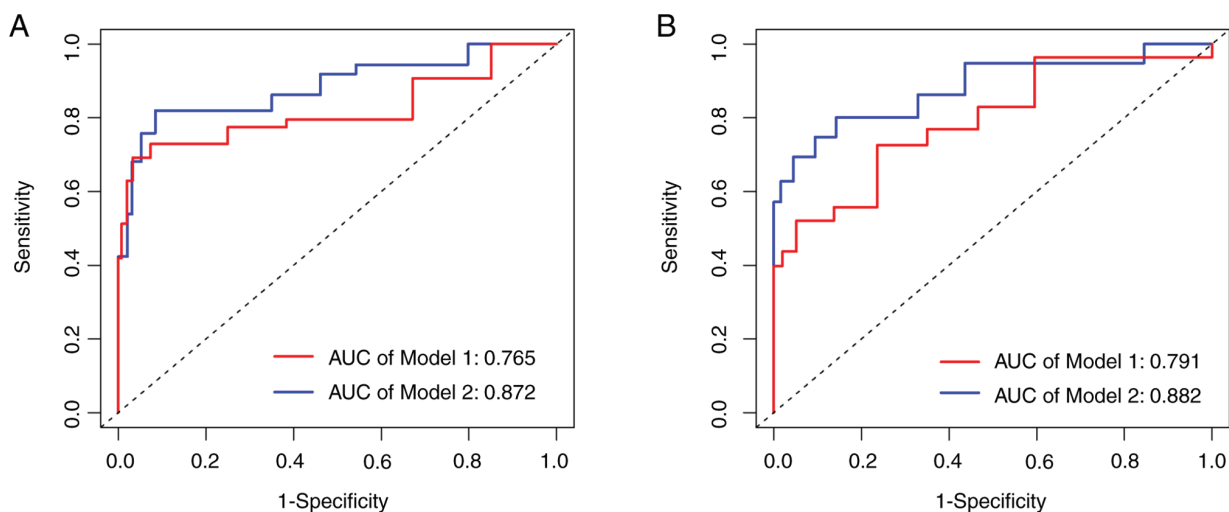 A
1.0
0.8
0.6
0.4
0.2
0.0
Sensitivity
AUC of Model 1: 0.765
AUC of Model 2: 0.872
0.0 0.2 0.4 0.6 0.8 1.0
1-Specificity
B
1.0
0.8
0.6
0.4
0.2
0.0
Sensitivity
AUC of Model 1: 0.791
AUC of Model 2: 0.882
0.0 0.2 0.4 0.6 0.8 1.0
1-Specificity